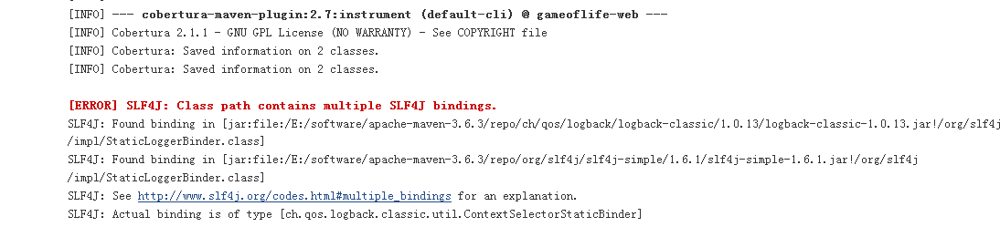 [INFO] --- cobertura-maven-plugin:2.7:instrument (default-cli) @ gameoflife-web ---
[INFO] Cobertura 2.1.1 - GNU GPL License (NO WARRANTY) - See COPYRIGHT file
[INFO] Cobertura: Saved information on 2 classes.
[INFO] Cobertura: Saved information on 2 classes.
[ERROR] SLF4J: Class path contains multiple SLF4J bindings.
SLF4J: Found binding in [jar:file:/E:/software/apache-maven-3.6.3/repo/ch/qos/logback/logback-classic/1.0.13/logback-classic-1.0.13.jar!/org/slf4j
/impl/StaticLoggerBinder.class]
SLF4J: Found binding in [jar:file:/E:/software/apache-maven-3.6.3/repo/org/slf4j/slf4j-simple/1.6.1/slf4j-simple-1.6.1.jar!/org/slf4j
/impl/StaticLoggerBinder.class]
SLF4J: See http://www.slf4j.org/codes.html#multiple_bindings for an explanation.
SLF4J: Actual binding is of type [ch.qos.logback.classic.util.ContextSelectorStaticBinder]